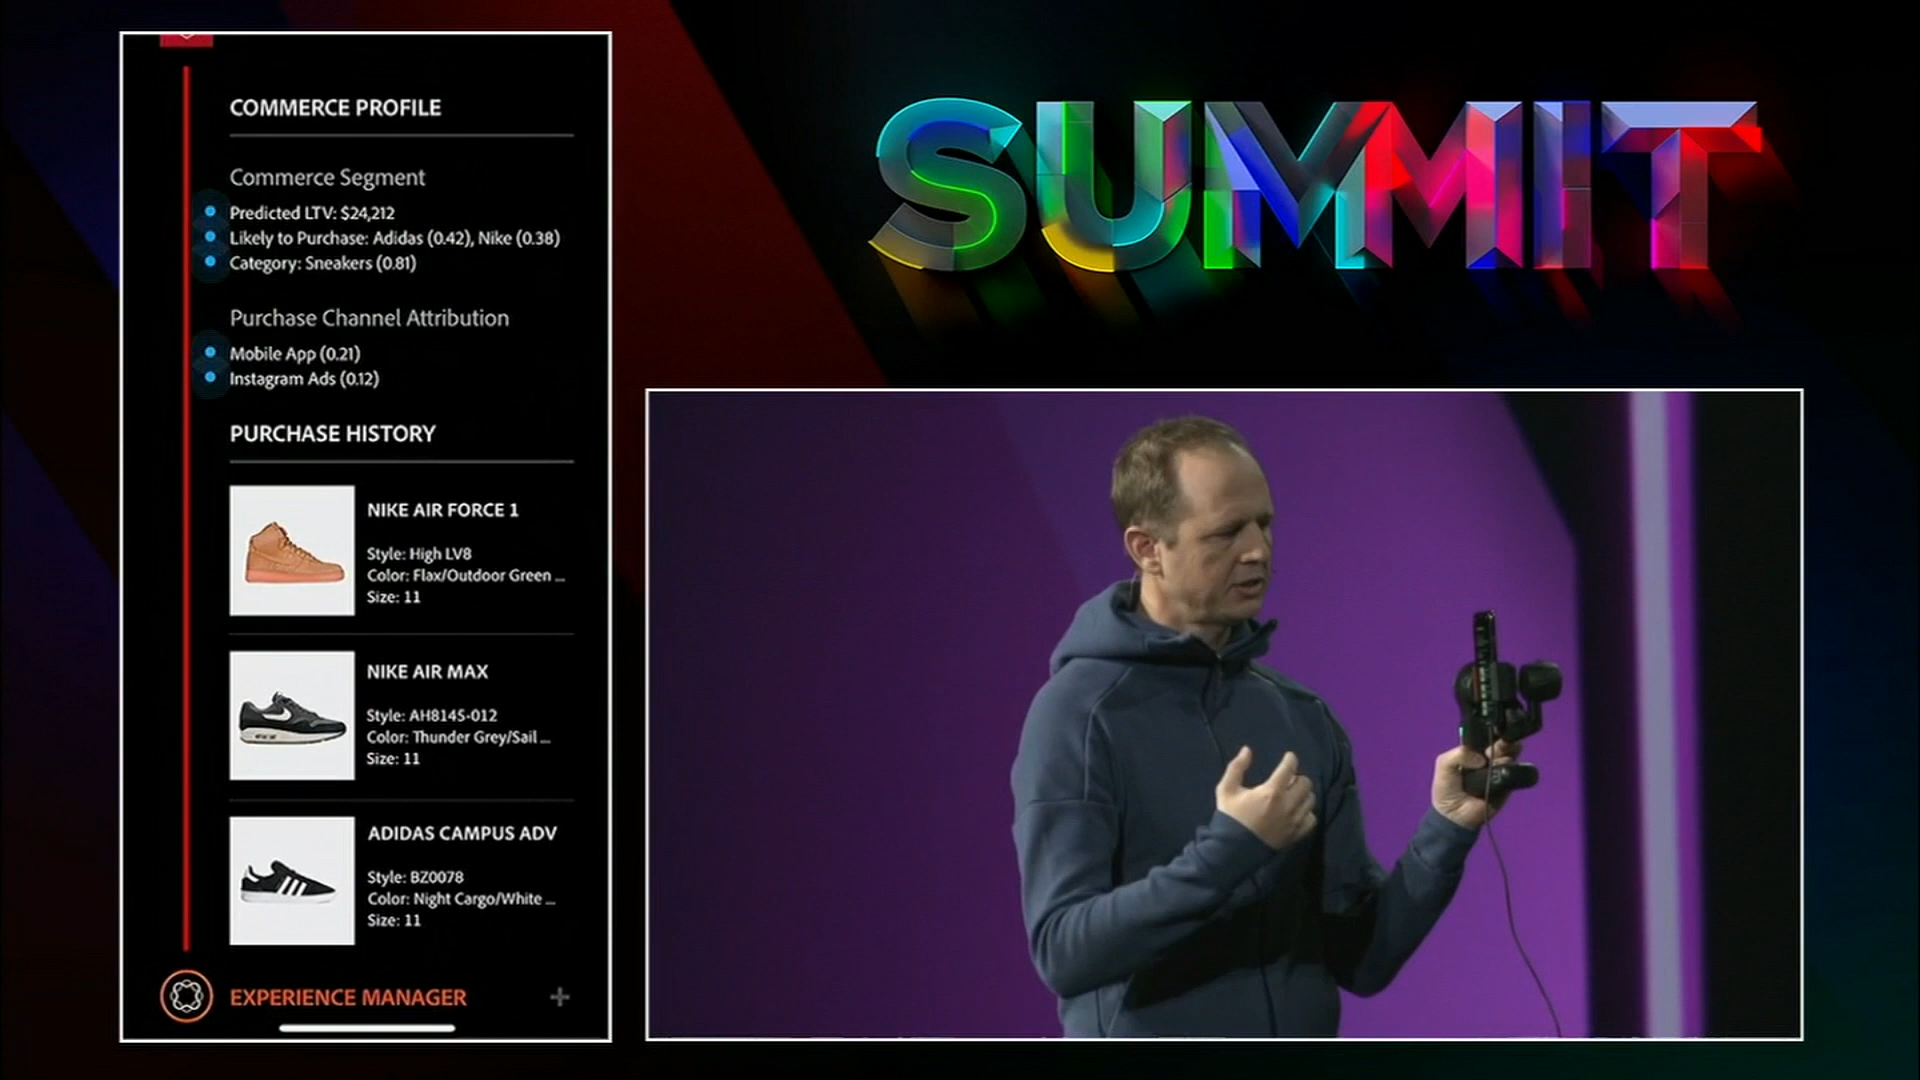 COMMERCE PROFILE
Commerce Segment
Predicted LTV: $24,212
Likely to Purchase: Adidas (0.42), Nike (0.38)
Category: Sneakers (0.81)
Purchase Channel Attribution
Mobile App (0.21)
Instagram Ads (0.12)
PURCHASE HISTORY
NIKE AIR FORCE 1
Style: High LV8
Color: Flax/Outdoor Green ...
Size: 11
NIKE AIR MAX
Style: AH8145-012
Color: Thunder Grey/Sail ...
Size: 11
ADIDAS CAMPUS ADV
Style: BZ0078
Color: Night Cargo/White ...
Size: 11
EXPERIENCE MANAGER
SUMMIT